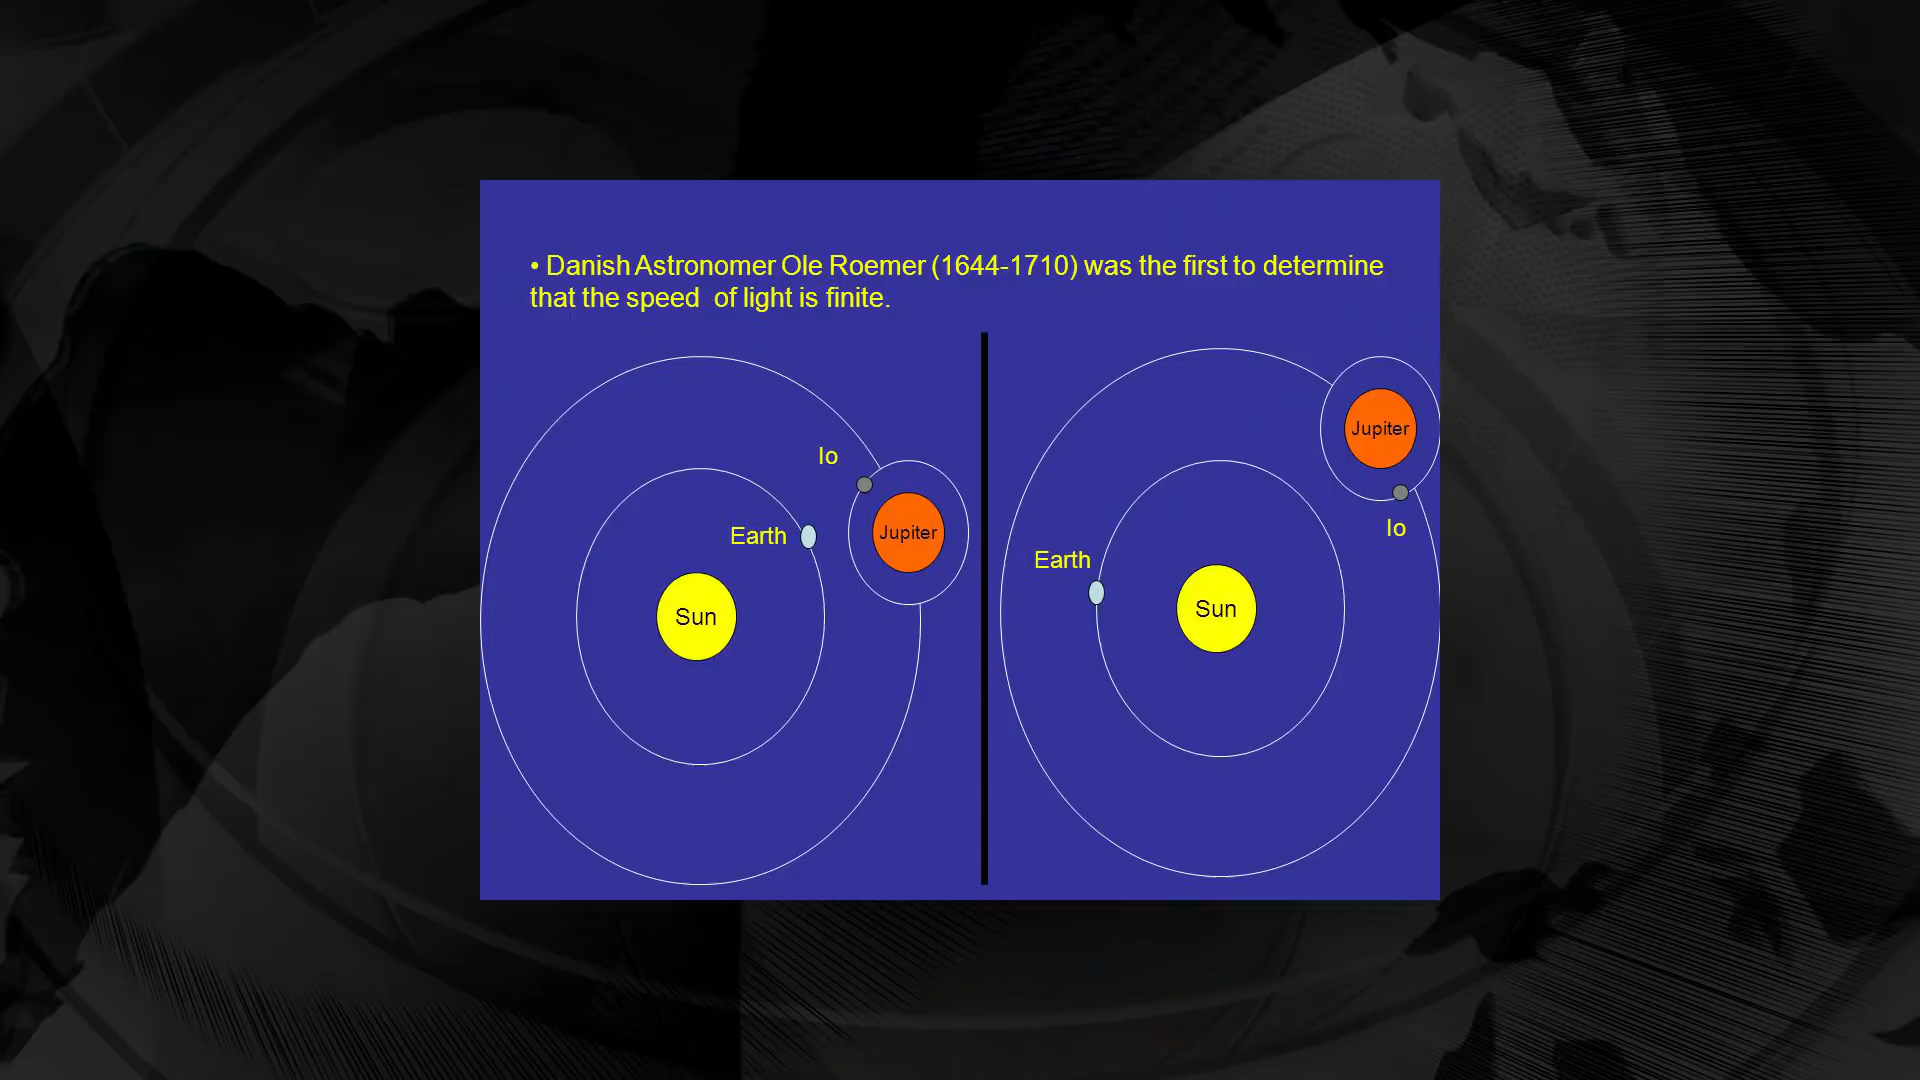 • Danish Astronomer Ole Roemer (1644-1710) was the first to determine
that the speed  of light is finite.
Io
Earth
Jupiter
Sun
Jupiter
Io
Earth
Sun